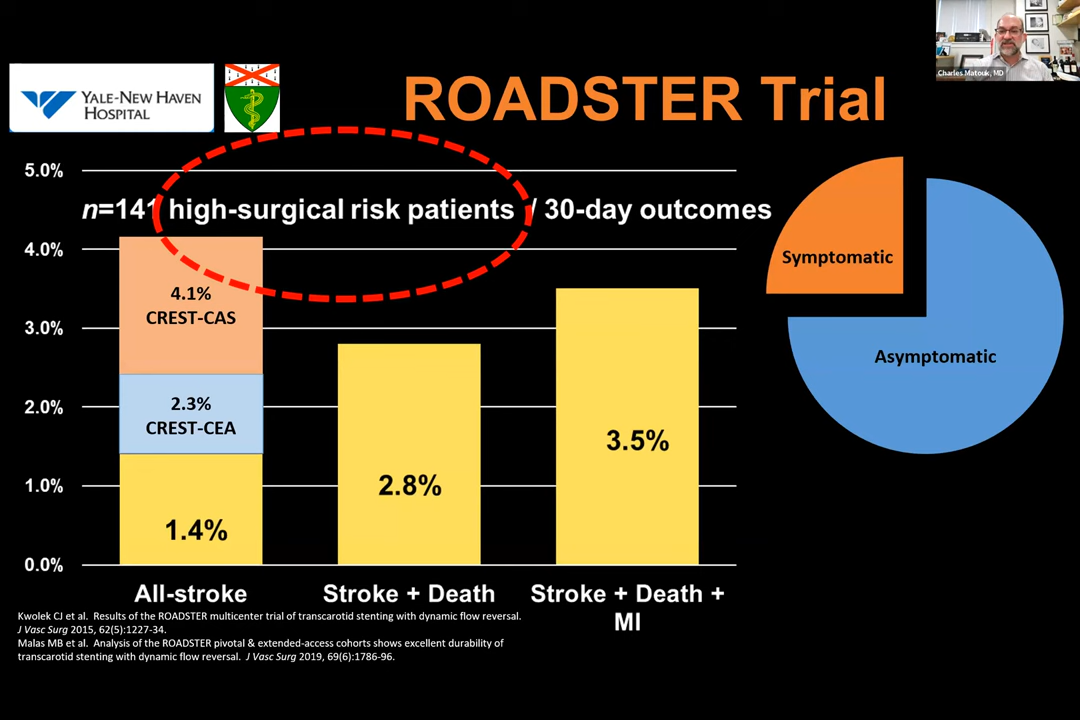 Charles Matouk, MD
YALE-NEW HAVEN
HOSPITAL
ROADSTER Trial
n=141 high-surgical risk patients / 30-day outcomes
5.0%
4.0%
3.0%
2.0%
1.0%
0.0%
4.1%
CREST-CAS
2.3%
CREST-CEA
1.4%
2.8%
3.5%
All-stroke
Stroke + Death
Stroke + Death +
MI
Symptomatic
Asymptomatic
Kwolek CJ et al. Results of the ROADSTER multicenter trial of transcarotid stenting with dynamic flow reversal.
J Vasc Surg 2015, 62(5):1227-34.
Malas MB et al. Analysis of the ROADSTER pivotal & extended-access cohorts shows excellent durability of
transcarotid stenting with dynamic flow reversal. J Vasc Surg 2019, 69(6):1786-96.